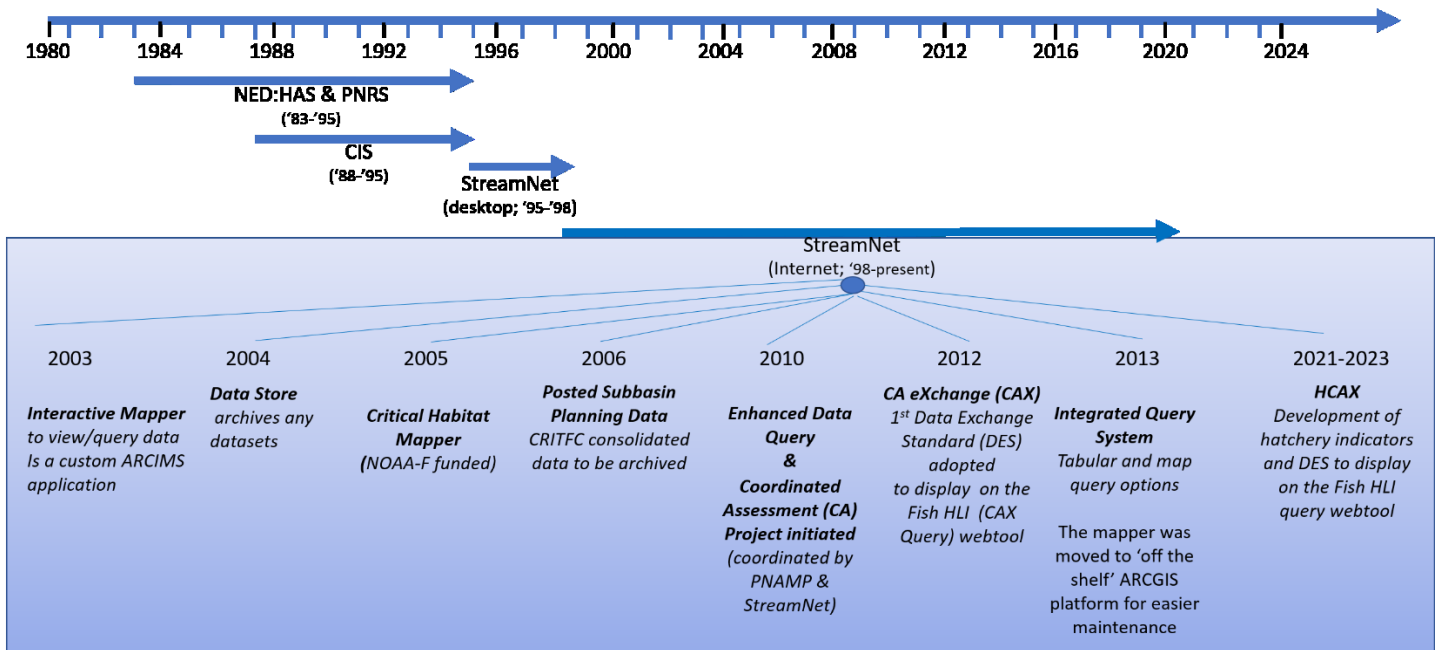 1980 1984 1988 1992 1996 2000 2004 2008 2012 2016 2020 2024
NED:HAS & PNRS
('83-'95)
CIS
('88-'95)
StreamNet
(desktop; '95-'98)
StreamNet
(Internet; '98-present)
2003
Interactive Mapper
to view/query data
Is a custom ARCIMS
application
2004
Data Store
archives any
datasets
2005
Critical Habitat
Mapper
(NOAA-F funded)
2006
Posted Subbasin
Planning Data
CRITFC consolidated
data to be archived
2010
Enhanced Data
Query
&
Coordinated
Assessment (CA)
Project initiated
(coordinated by
PNAMP &
StreamNet)
2012
CA eXchange (CAX)
1st Data Exchange
Standard (DES)
adopted
to display on the
Fish HLI (CAX
Query) webtool
2013
Integrated Query
System
Tabular and map
query options
The mapper was
moved to 'off the
shelf' ARCGIS
platform for easier
maintenance
2021-2023
HCAX
Development of
hatchery indicators
and DES to display
on the Fish HLI
query webtool